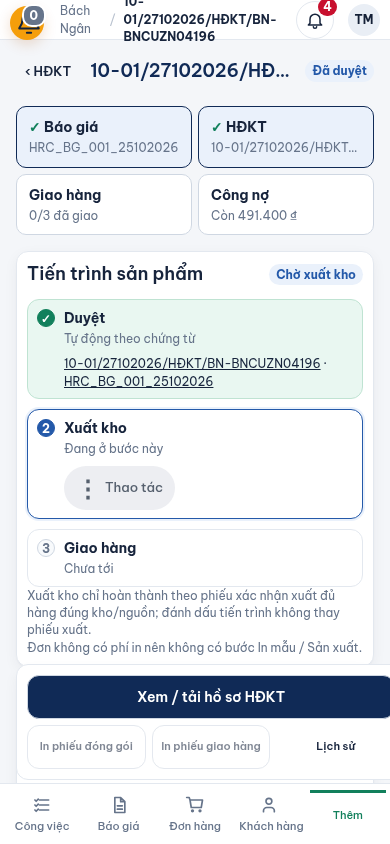 0
Bách Ngân
/
10-01/27102026/HĐKT/BN-BNCUZN04196
4
TM
‹ HĐKT
10-01/27102026/HĐ...
Đã duyệt
✓ Báo giá
HRC_BG_001_25102026
✓ HĐKT
10-01/27102026/HĐKT...
Giao hàng
0/3 đã giao
Công nợ
Còn 491.400 ₫
Tiến trình sản phẩm
Chờ xuất kho
✓ Duyệt
Tự động theo chứng từ
10-01/27102026/HĐKT/BN-BNCUZN04196 ·
HRC_BG_001_25102026
2 Xuất kho
Đang ở bước này
⋮ Thao tác
3 Giao hàng
Chưa tới
Xuất kho chỉ hoàn thành theo phiếu xác nhận xuất đủ
hàng đúng kho/nguồn; đánh dấu tiến trình không thay
phiếu xuất.
Đơn không có phí in nên không có bước In mẫu / Sản xuất.
Xem / tải hồ sơ HĐKT
In phiếu đóng gói
In phiếu giao hàng
Lịch sử
Công việc
Báo giá
Đơn hàng
Khách hàng
Thêm